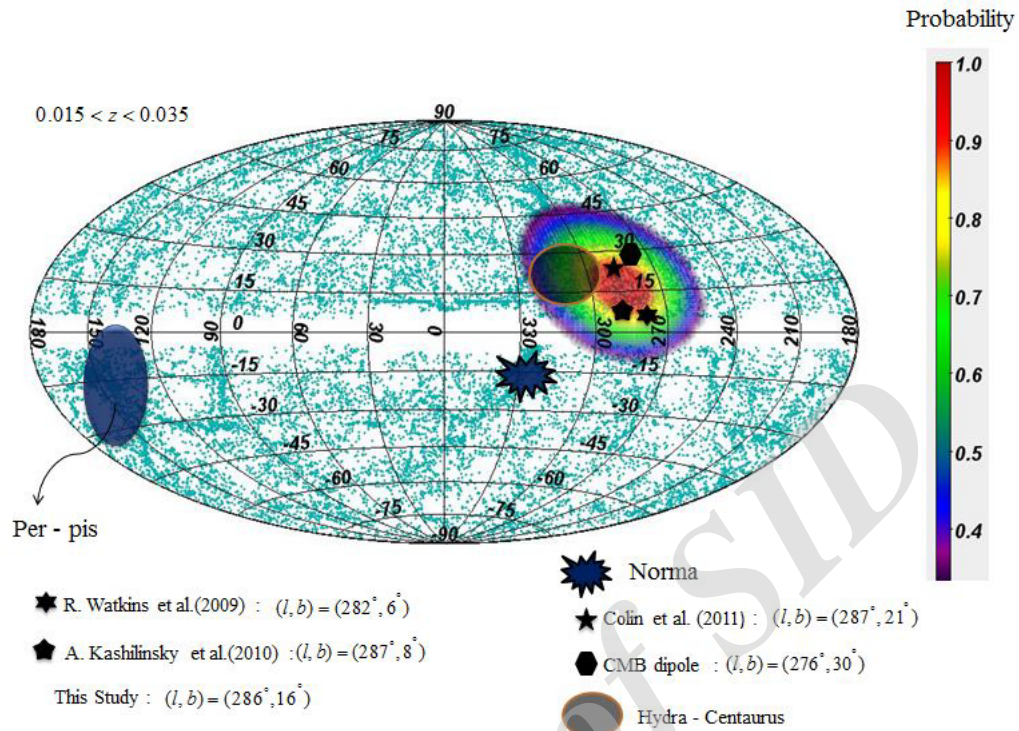 Probability
0.015 < z < 0.035
1.0
0.9
0.8
0.7
0.6
0.5
0.4
90
75 75
60 60
45 45
30 30
15 15
180 150 120 90 60 30 0 0 330 300 270 240 210 180
-15 -15
-30 -30
-45 -45
-60 -60
-75 -75
-90
Per - pis
Norma
R. Watkins et al.(2009) : (l, b) = (282°, 6°)
Colin et al. (2011) : (l, b) = (287°, 21°)
A. Kashilinsky et al.(2010) :(l, b) = (287°, 8°)
CMB dipole : (l, b) = (276°, 30°)
This Study : (l, b) = (286°, 16°)
Hydra - Centaurus
of SID